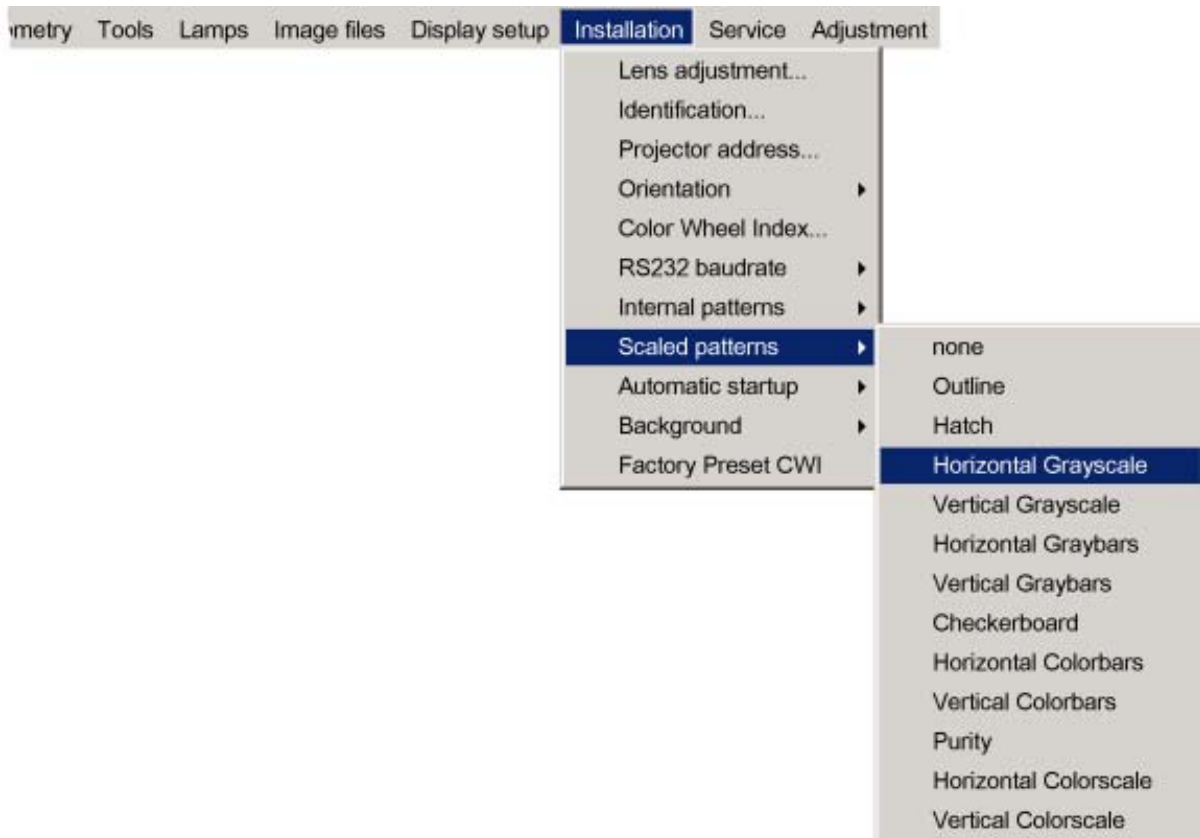 Tools Lamps Image files Display setup Installation Service Adjustment
Lens adjustment...
Identification...
Projector address...
Orientation
Color Wheel Index...
RS232 baudrate
Internal patterns
Scaled patterns
Automatic startup
Background
Factory Preset CWI
none
Outline
Hatch
Horizontal Grayscale
Vertical Grayscale
Horizontal Graybars
Vertical Graybars
Checkerboard
Horizontal Colorbars
Vertical Colorbars
Purity
Horizontal Colorscale
Vertical Colorscale